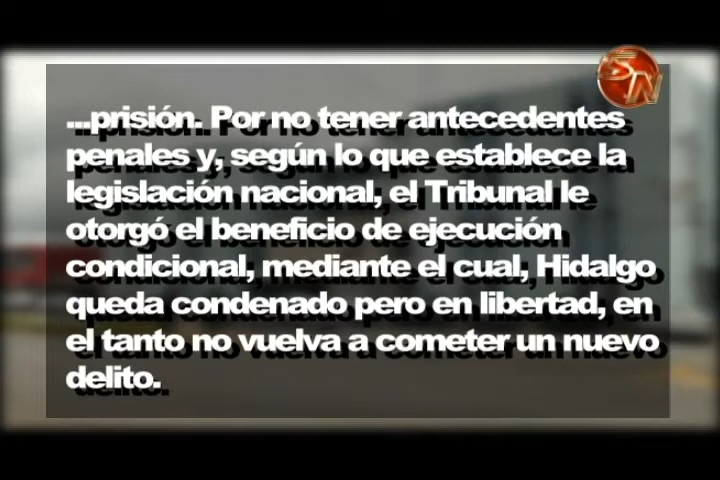 SN
...prisión. Por no tener antecedentes
penales y, según lo que establece la
legislación nacional, el Tribunal le
otorgó el beneficio de ejecución
condicional, mediante el cual, Hidalgo
queda condenado pero en libertad, en
el tanto no vuelva a cometer un nuevo
delito.